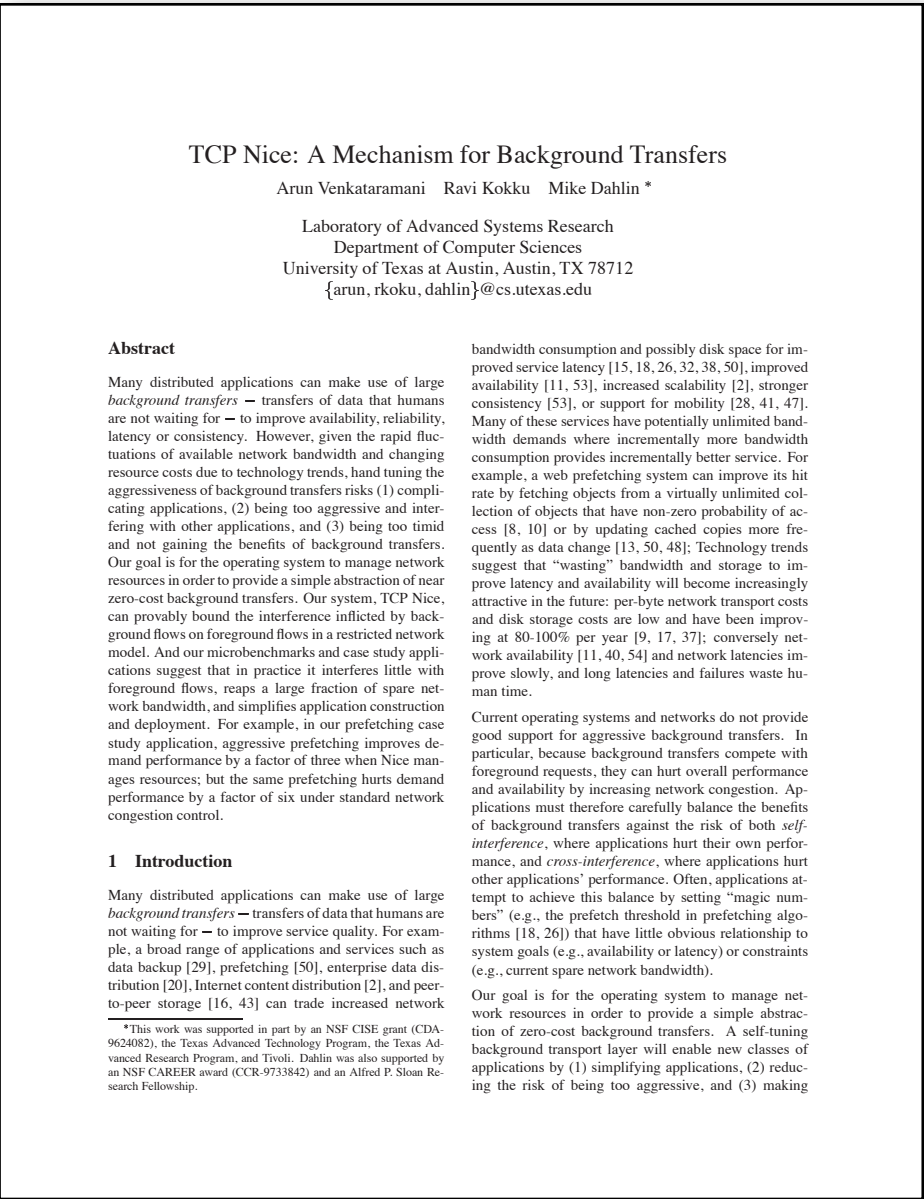 TCP Nice: A Mechanism for Background Transfers
Arun Venkataramani Ravi Kokku Mike Dahlin *
Laboratory of Advanced Systems Research
Department of Computer Sciences
University of Texas at Austin, Austin, TX 78712
{arun, rkoku, dahlin}@cs.utexas.edu
Abstract
Many distributed applications can make use of large
background transfers – transfers of data that humans
are not waiting for – to improve availability, reliability,
latency or consistency. However, given the rapid fluc-
tuations of available network bandwidth and changing
resource costs due to technology trends, hand tuning the
aggressiveness of background transfers risks (1) compli-
cating applications, (2) being too aggressive and inter-
fering with other applications, and (3) being too timid
and not gaining the benefits of background transfers.
Our goal is for the operating system to manage network
resources in order to provide a simple abstraction of near
zero-cost background transfers. Our system, TCP Nice,
can provably bound the interference inflicted by back-
ground flows on foreground flows in a restricted network
model. And our microbenchmarks and case study appli-
cations suggest that in practice it interferes little with
foreground flows, reaps a large fraction of spare net-
work bandwidth, and simplifies application construction
and deployment. For example, in our prefetching case
study application, aggressive prefetching improves de-
mand performance by a factor of three when Nice man-
ages resources; but the same prefetching hurts demand
performance by a factor of six under standard network
congestion control.
1 Introduction
Many distributed applications can make use of large
background transfers – transfers of data that humans are
not waiting for – to improve service quality. For exam-
ple, a broad range of applications and services such as
data backup [29], prefetching [50], enterprise data dis-
tribution [20], Internet content distribution [2], and peer-
to-peer storage [16, 43] can trade increased network
*This work was supported in part by an NSF CISE grant (CDA-
9624082), the Texas Advanced Technology Program, the Texas Ad-
vanced Research Program, and Tivoli. Dahlin was also supported by
an NSF CAREER award (CCR-9733842) and an Alfred P. Sloan Re-
search Fellowship.
bandwidth consumption and possibly disk space for im-
proved service latency [15, 18, 26, 32, 38, 50], improved
availability [11, 53], increased scalability [2], stronger
consistency [53], or support for mobility [28, 41, 47].
Many of these services have potentially unlimited band-
width demands where incrementally more bandwidth
consumption provides incrementally better service. For
example, a web prefetching system can improve its hit
rate by fetching objects from a virtually unlimited col-
lection of objects that have non-zero probability of ac-
cess [8, 10] or by updating cached copies more fre-
quently as data change [13, 50, 48]; Technology trends
suggest that “wasting” bandwidth and storage to im-
prove latency and availability will become increasingly
attractive in the future: per-byte network transport costs
and disk storage costs are low and have been improv-
ing at 80-100% per year [9, 17, 37]; conversely net-
work availability [11, 40, 54] and network latencies im-
prove slowly, and long latencies and failures waste hu-
man time.
Current operating systems and networks do not provide
good support for aggressive background transfers. In
particular, because background transfers compete with
foreground requests, they can hurt overall performance
and availability by increasing network congestion. Ap-
plications must therefore carefully balance the benefits
of background transfers against the risk of both self-
interference, where applications hurt their own perfor-
mance, and cross-interference, where applications hurt
other applications’ performance. Often, applications at-
tempt to achieve this balance by setting “magic num-
bers” (e.g., the prefetch threshold in prefetching algo-
rithms [18, 26]) that have little obvious relationship to
system goals (e.g., availability or latency) or constraints
(e.g., current spare network bandwidth).
Our goal is for the operating system to manage net-
work resources in order to provide a simple abstrac-
tion of zero-cost background transfers. A self-tuning
background transport layer will enable new classes of
applications by (1) simplifying applications, (2) reduc-
ing the risk of being too aggressive, and (3) making